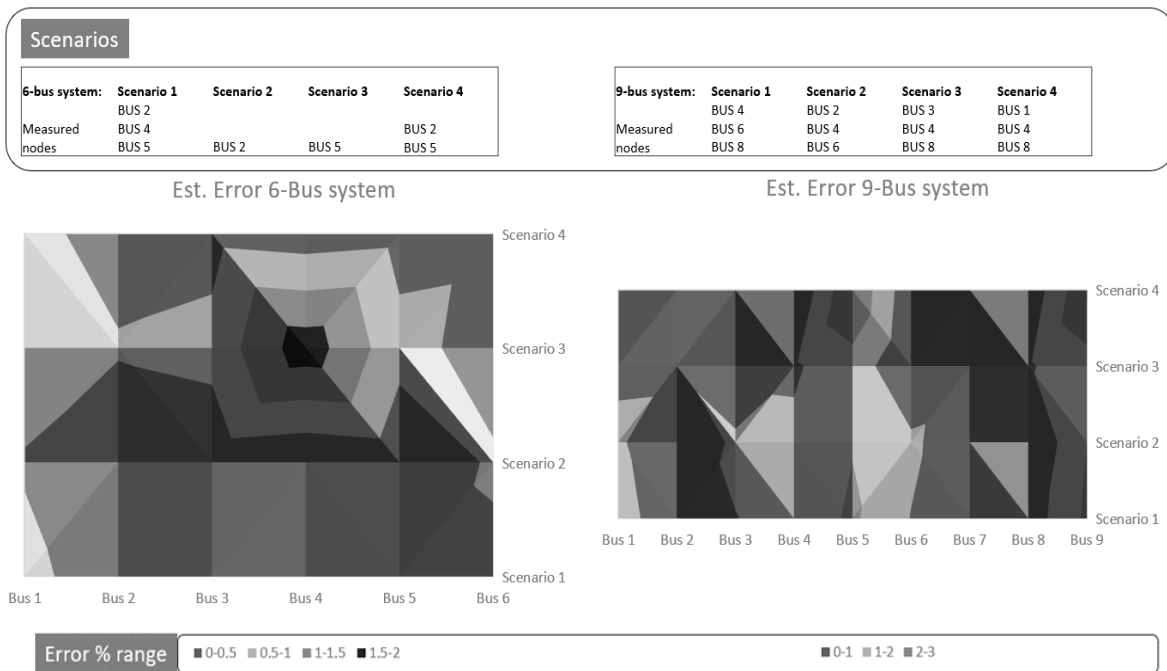 Scenarios
6-bus system: Scenario 1 Scenario 2 Scenario 3 Scenario 4
BUS 2
Measured BUS 4 BUS 2
nodes BUS 5 BUS 2 BUS 5 BUS 5
9-bus system: Scenario 1 Scenario 2 Scenario 3 Scenario 4
BUS 4 BUS 2 BUS 3 BUS 1
Measured BUS 6 BUS 4 BUS 4 BUS 4
nodes BUS 8 BUS 6 BUS 8 BUS 8
Est. Error 6-Bus system
Scenario 4
Scenario 3
Scenario 2
Scenario 1
Bus 1 Bus 2 Bus 3 Bus 4 Bus 5 Bus 6
Est. Error 9-Bus system
Scenario 4
Scenario 3
Scenario 2
Scenario 1
Bus 1 Bus 2 Bus 3 Bus 4 Bus 5 Bus 6 Bus 7 Bus 8 Bus 9
Error % range
0-0.5 0,5-1 1-1,5 1,5-2
0-1 1-2 2-3